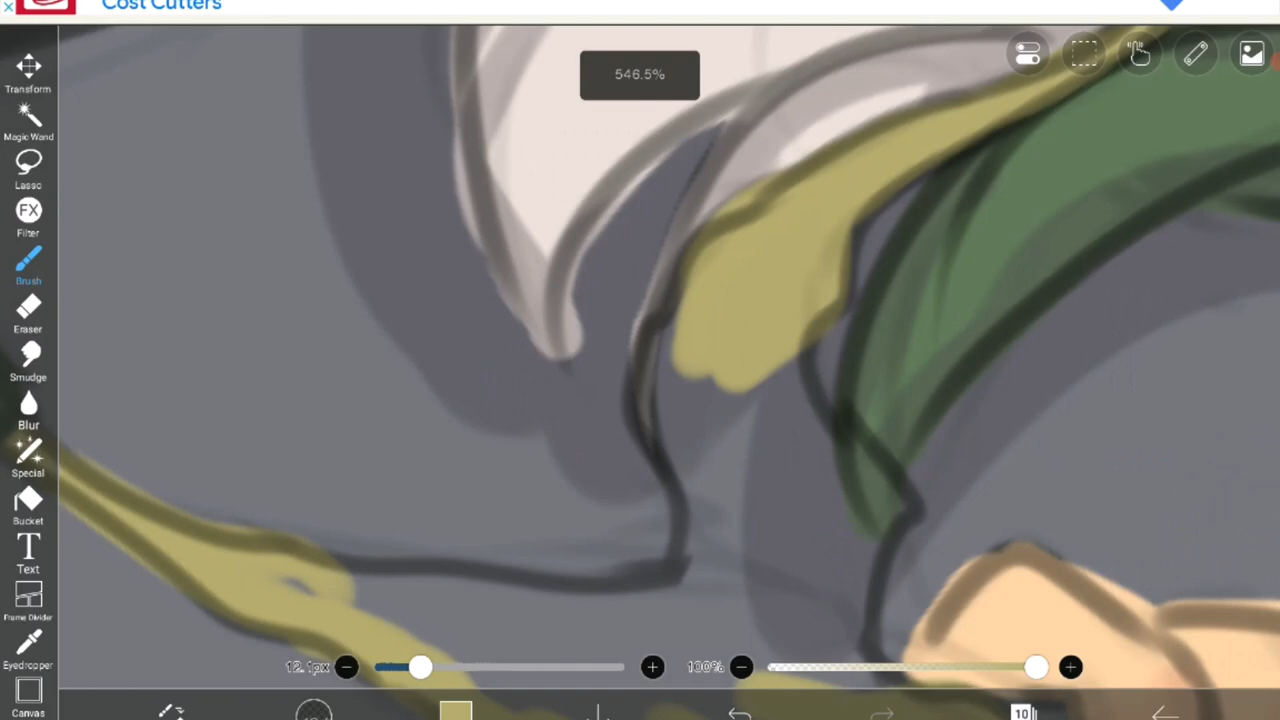 Cost Cutters
546.5%
Transform
Magic Wand
Lasso
FX
Filter
Brush
Eraser
Smudge
Blur
Special
Bucket
T
Text
Frame Divider
Eyedropper
Canvas
12.1px
100%
10